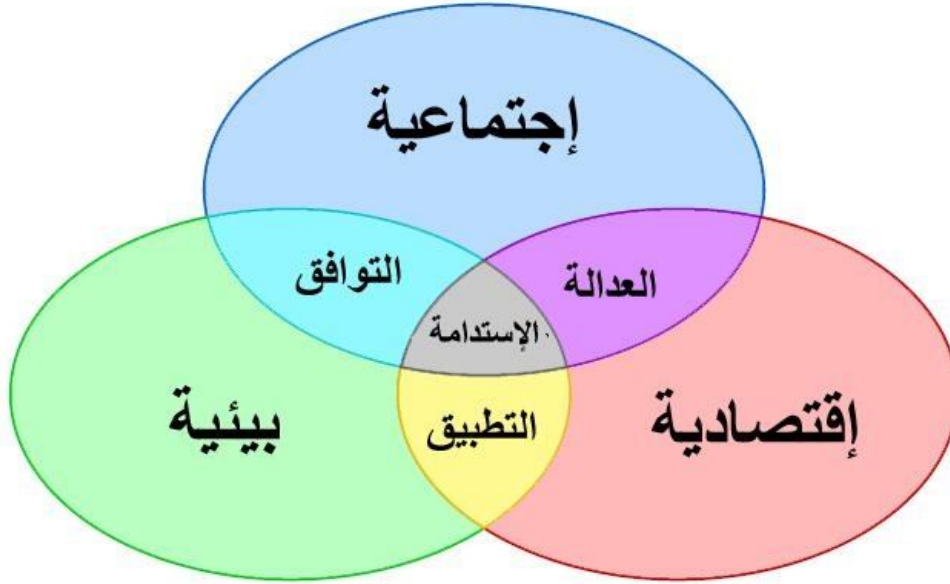 إجتماعية
العدالة
التوافق
الإستدامة
إقتصادية
التطبيق
بيئية